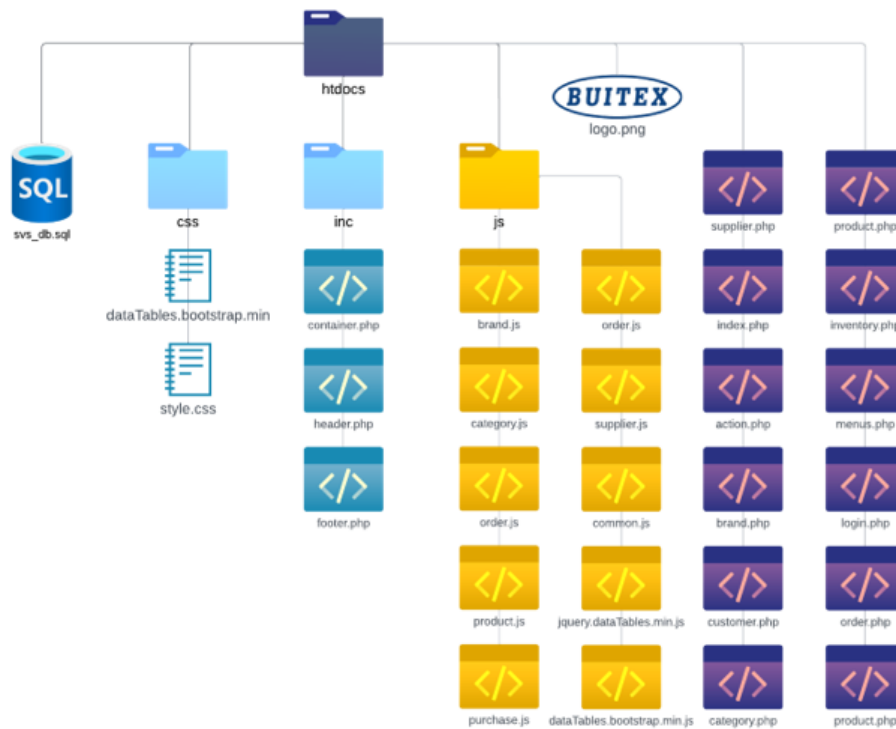 htdocs
BUITEX
logo.png
SQL
svs_db.sql
css
inc
js
supplier.php
product.php
dataTables.bootstrap.min
container.php
brand.js
order.js
index.php
inventory.php
style.css
header.php
category.js
supplier.js
action.php
menus.php
footer.php
order.js
common.js
brand.php
login.php
product.js
jquery.dataTables.min.js
customer.php
order.php
purchase.js
dataTables.bootstrap.min.js
category.php
product.php